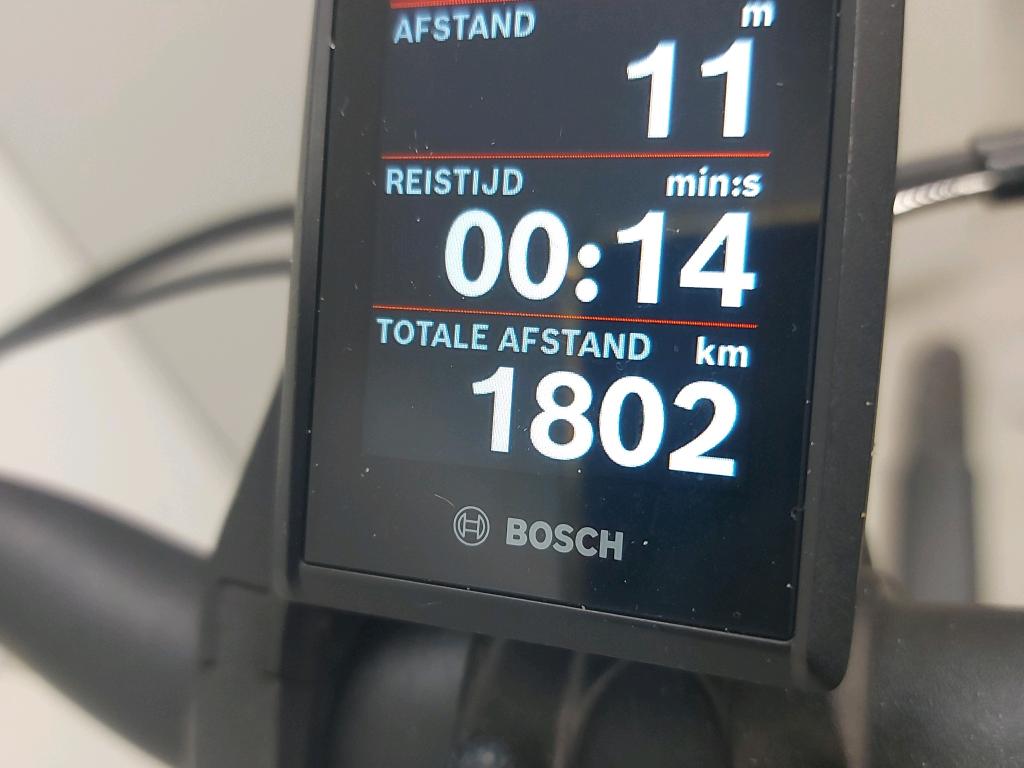 AFSTAND m
11
REISTIJD min:s
00:14
TOTALE AFSTAND km
1802
BOSCH